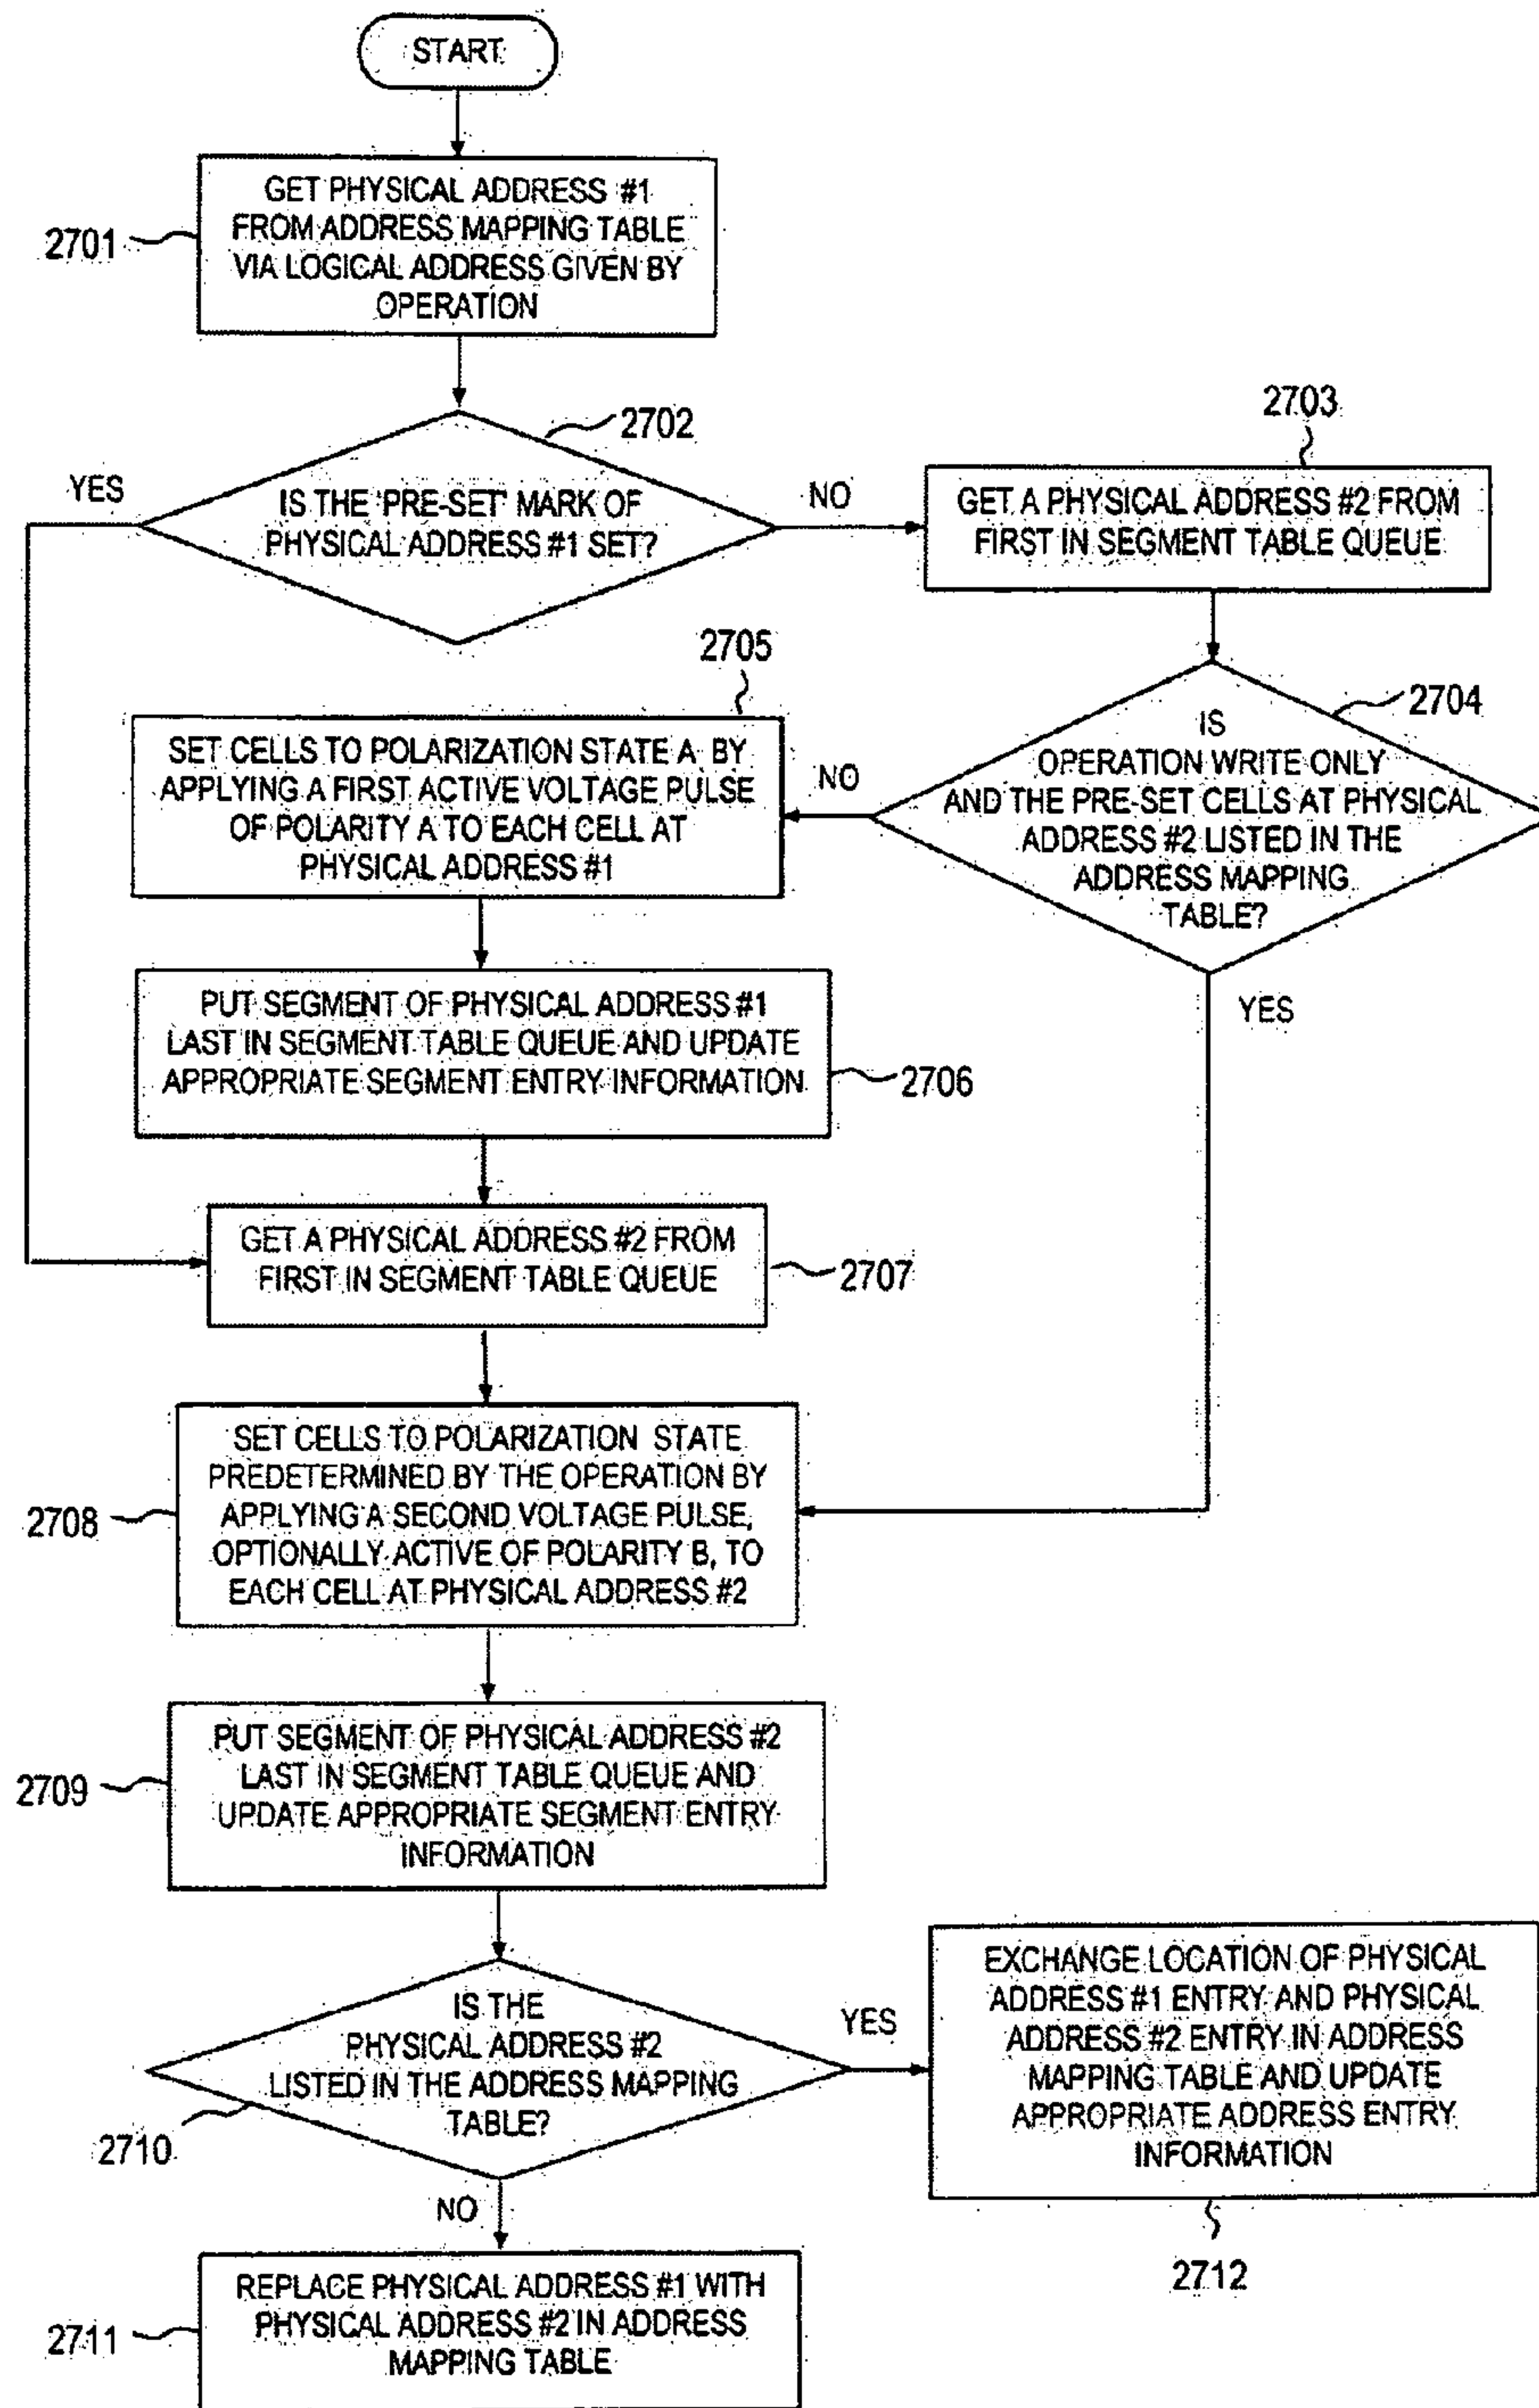 START
GET PHYSICAL ADDRESS #1
FROM ADDRESS MAPPING TABLE
VIA LOGICAL ADDRESS GIVEN BY
OPERATION
2701
2702
YES
IS THE 'PRE-SET' MARK OF
PHYSICAL ADDRESS #1 SET?
NO
2703
GET A PHYSICAL ADDRESS #2 FROM
FIRST IN SEGMENT TABLE QUEUE
2704
IS
OPERATION WRITE ONLY
AND THE PRE-SET CELLS AT PHYSICAL
ADDRESS #2 LISTED IN THE
ADDRESS MAPPING
TABLE?
NO
YES
2705
SET CELLS TO POLARIZATION STATE A BY
APPLYING A FIRST ACTIVE VOLTAGE PULSE
OF POLARITY A TO EACH CELL AT
PHYSICAL ADDRESS #1
PUT SEGMENT OF PHYSICAL ADDRESS #1
LAST IN SEGMENT TABLE QUEUE AND UPDATE
APPROPRIATE SEGMENT ENTRY INFORMATION
2706
GET A PHYSICAL ADDRESS #2 FROM
FIRST IN SEGMENT TABLE QUEUE
2707
SET CELLS TO POLARIZATION STATE
PREDETERMINED BY THE OPERATION BY
APPLYING A SECOND VOLTAGE PULSE,
OPTIONALLY ACTIVE OF POLARITY B, TO
EACH CELL AT PHYSICAL ADDRESS #2
2708
PUT SEGMENT OF PHYSICAL ADDRESS #2
LAST IN SEGMENT TABLE QUEUE AND
UPDATE APPROPRIATE SEGMENT ENTRY
INFORMATION
2709
IS THE
PHYSICAL ADDRESS #2
LISTED IN THE ADDRESS MAPPING
TABLE?
2710
YES
NO
EXCHANGE LOCATION OF PHYSICAL
ADDRESS #1 ENTRY AND PHYSICAL
ADDRESS #2 ENTRY IN ADDRESS
MAPPING TABLE AND UPDATE
APPROPRIATE ADDRESS ENTRY
INFORMATION
2712
REPLACE PHYSICAL ADDRESS #1 WITH
PHYSICAL ADDRESS #2 IN ADDRESS
MAPPING TABLE
2711